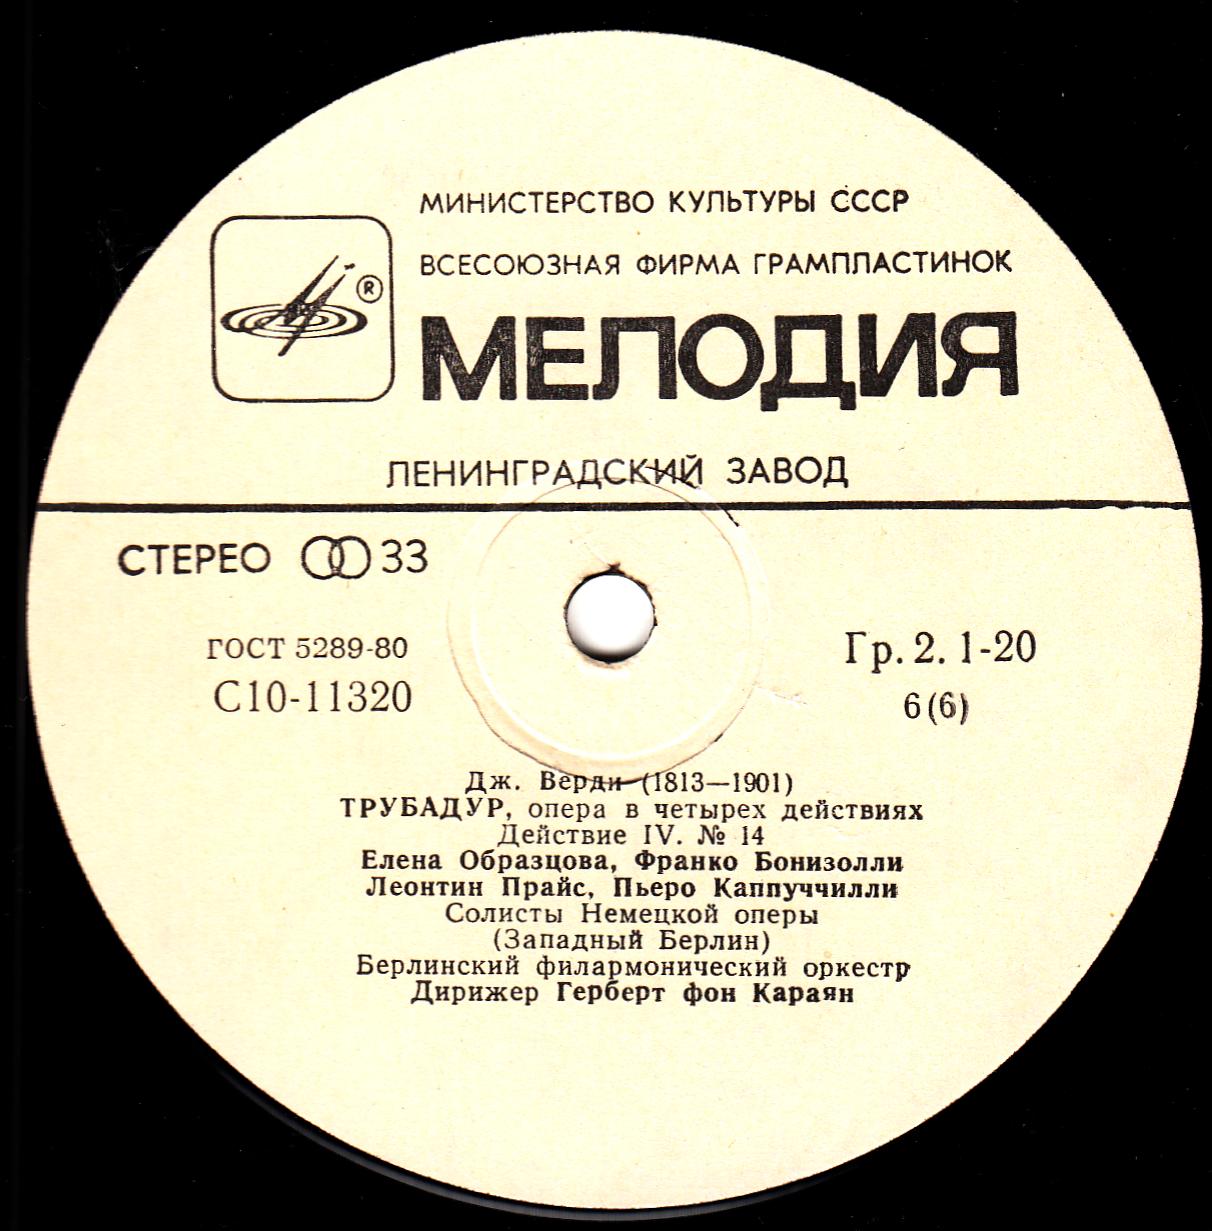 МИНИСТЕРСТВО КУЛЬТУРЫ СССР
ВСЕСОЮЗНАЯ ФИРМА ГРАМПЛАСТИНОК
®
МЕЛОДИЯ
ЛЕНИНГРАДСКИЙ ЗАВОД
СТЕРЕО 33
ГОСТ 5289-80
С10-11320
Гр. 2. 1-20
6(6)
Дж. Верди (1813—1901)
ТРУБАДУР, опера в четырех действиях
Действие IV. № 14
Елена Образцова, Франко Бонизолли
Леонтин Прайс, Пьеро Каппуччилли
Солисты Немецкой оперы
(Западный Берлин)
Берлинский филармонический оркестр
Дирижер Герберт фон Караян